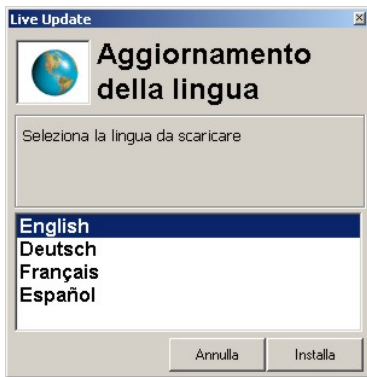 Live Update
Aggiornamento
della lingua
Seleziona la lingua da scaricare
English
Deutsch
Français
Español
Annulla
Installa